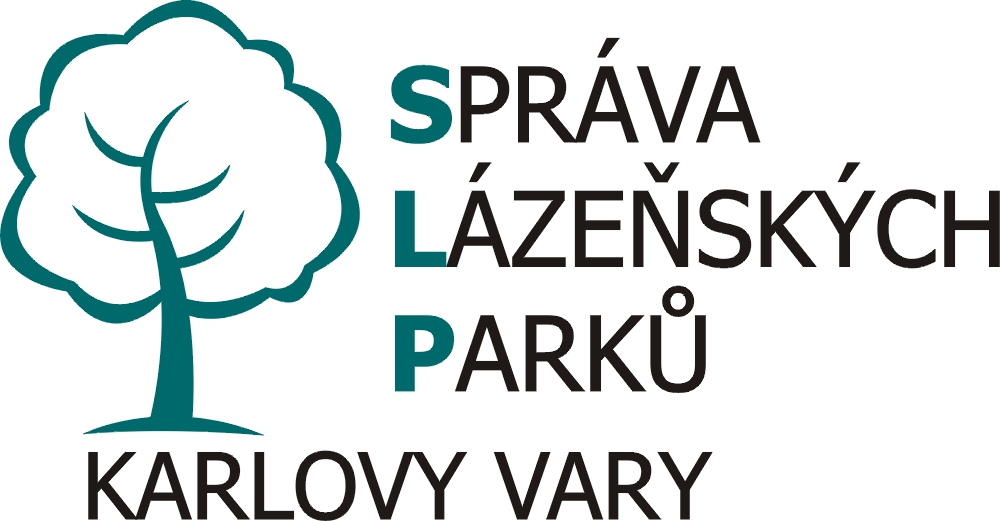 SPRÁVA
LÁZEŇSKÝCH
PARKŮ
KARLOVY VARY